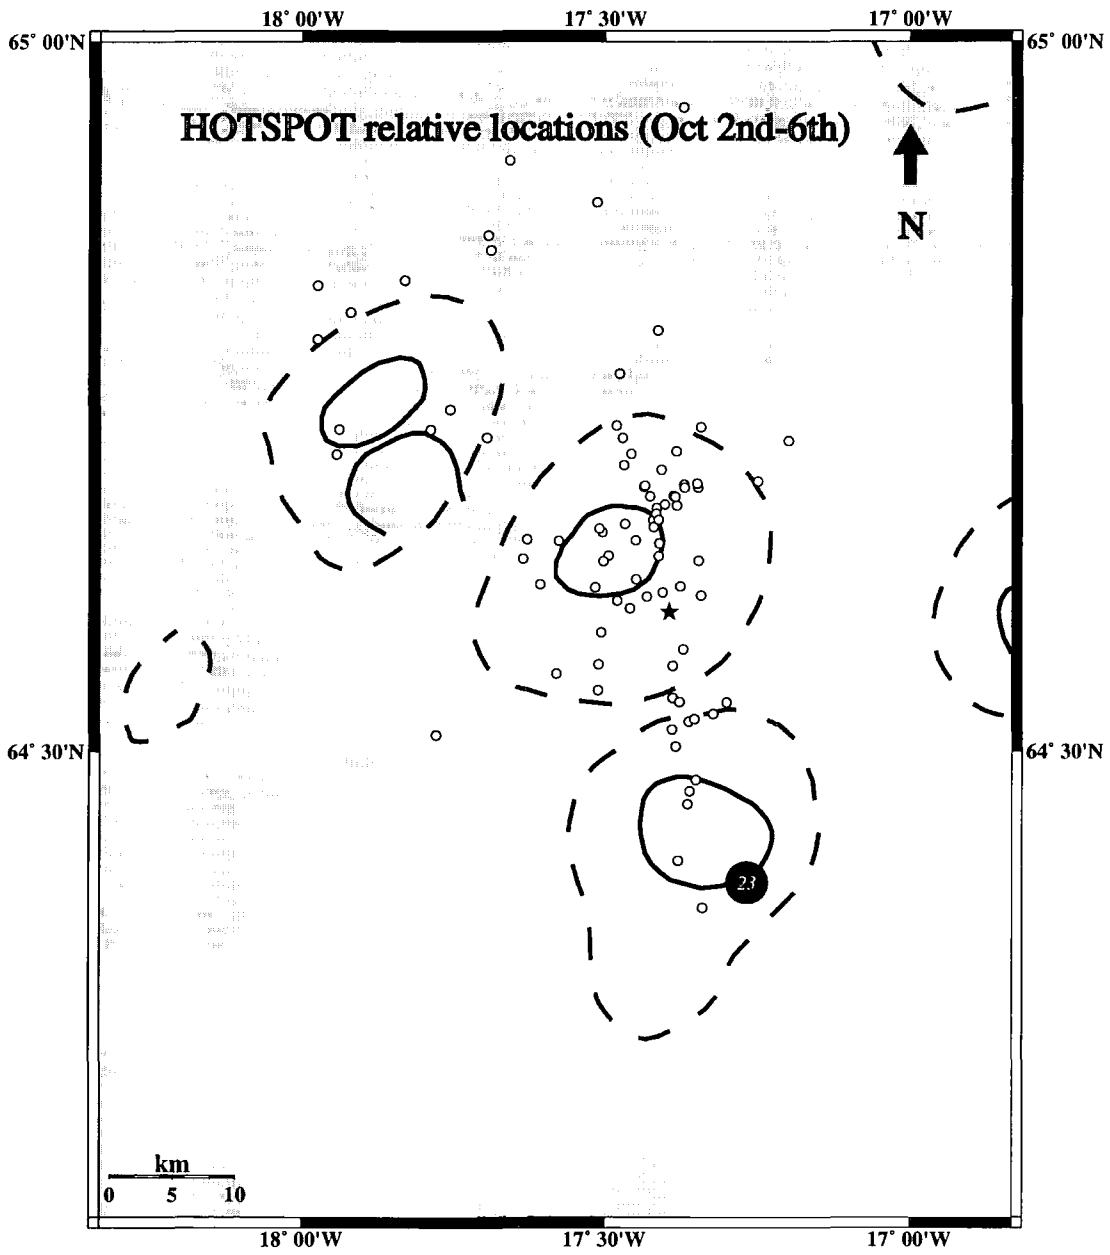 18° 00'W 17° 30'W 17° 00'W
65° 00'N 65° 00'N
HOTSPOT relative locations (Oct 2nd-6th)
N
64° 30'N 64° 30'N
23
km
0 5 10
18° 00'W 17° 30'W 17° 00'W